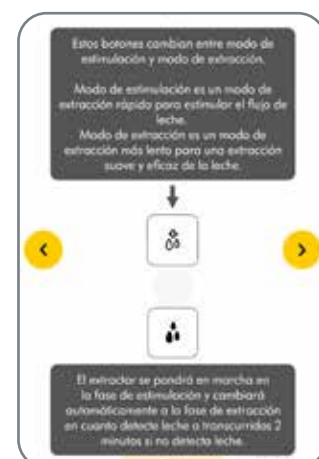 Estos botones cambian entre modo de
estimulación y modo de extracción.
Modo de estimulación es un modo de
extracción rápido para estimular el flujo de
leche.
Modo de extracción es un modo de
extracción más lento para una extracción
suave y eficaz de la leche.
El extractor se pondrá en marcha en
la fase de estimulación y cambiará
automáticamente a la fase de extracción
en cuanto detecte leche a transcurridos 2
minutos si no detecta leche.